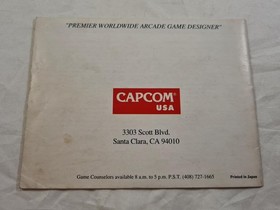 "PREMIER WORLDWIDE ARCADE GAME DESIGNER"
CAPCOM®
USA
3303 Scott Blvd.
Santa Clara, CA 94010
Game Counselors available 8 a.m. to 5 p.m. P.S.T. (408) 727-1665
Printed in Japan